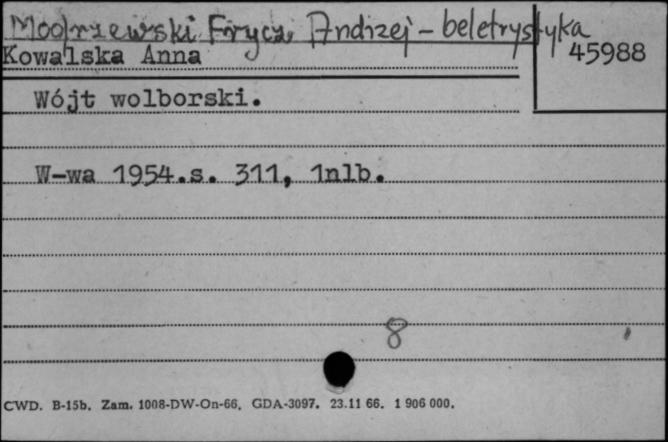 Modrzewski Frycz Andrzej - beletrystyka
Kowalska Anna
45988
Wójt wolborski.
W-wa 1954.s. 311, 1nlb.
8
CWD. B-15b. Zam. 1008-DW-On-66. GDA-3097. 23.11 66. 1 906 000.